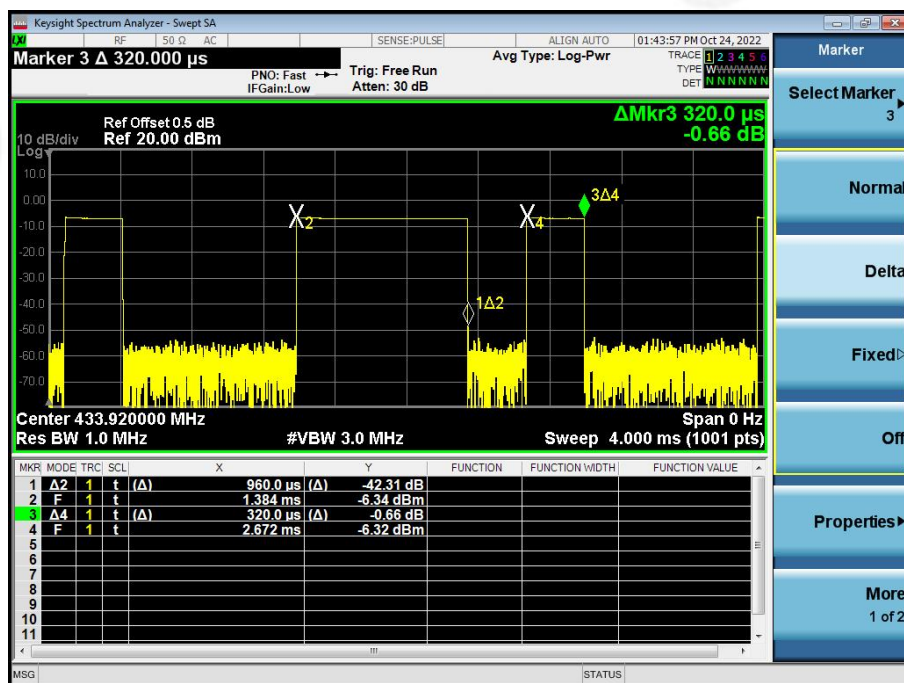 Keysight Spectrum Analyzer - Swept SA
LXI RF 50 Ω AC SENSE:PULSE ALIGN AUTO 01:43:57 PM Oct 24, 2022
Marker 3 Δ 320.000 µs
PNO: Fast
IFGain:Low
Trig: Free Run
Atten: 30 dB
Avg Type: Log-Pwr
TRACE 1 2 3 4 5 6
TYPE WWWWWW
DET N N N N N N
ΔMkr3 320.0 µs
-0.66 dB
Ref Offset 0.5 dB
10 dB/div Ref 20.00 dBm
Log
10.0
0.00
-10.0
-20.0
-30.0
-40.0
-50.0
-60.0
-70.0
X2
X4
3Δ4
1Δ2
Center 433.920000 MHz Span 0 Hz
Res BW 1.0 MHz #VBW 3.0 MHz Sweep 4.000 ms (1001 pts)
MKR MODE TRC SCL X Y FUNCTION FUNCTION WIDTH FUNCTION VALUE
1 Δ2 1 t (Δ) 960.0 µs (Δ) -42.31 dB
2 F 1 t 1.384 ms -6.34 dBm
3 Δ4 1 t (Δ) 320.0 µs (Δ) -0.66 dB
4 F 1 t 2.672 ms -6.32 dBm
5
6
7
8
9
10
11
MSG STATUS
Marker
Select Marker
3
Normal
Delta
Fixed
Off
Properties
More
1 of 2